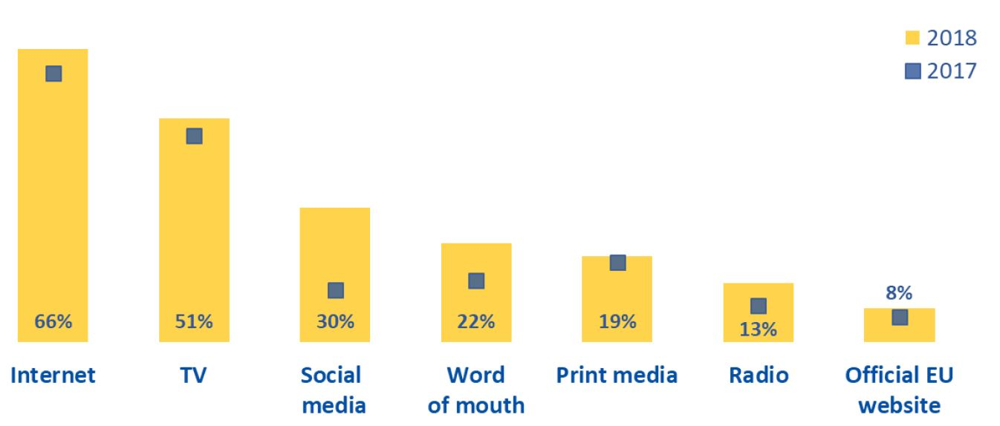 2018
2017
8%
66%
51%
30%
22%
19%
13%
Internet
TV
Social
media
Word
of mouth
Print media
Radio
Official EU
website